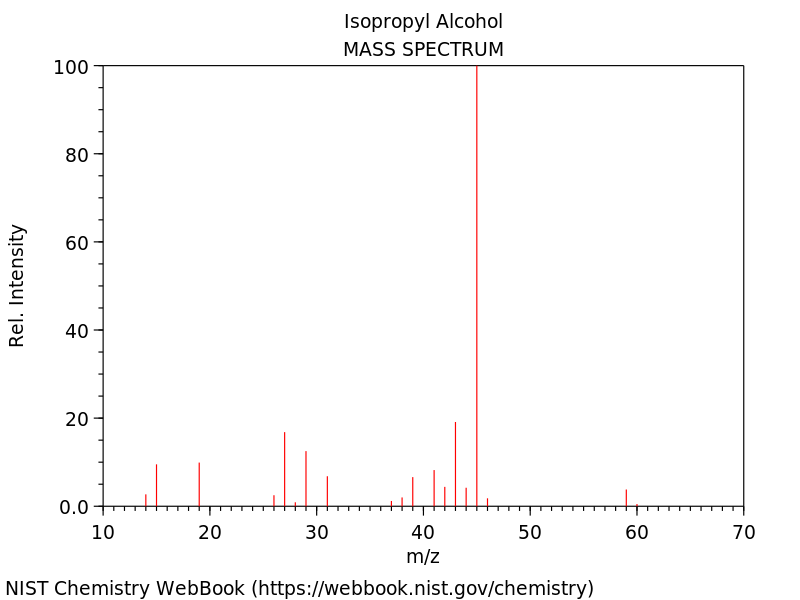 Isopropyl Alcohol
MASS SPECTRUM
100
80
60
40
20
0.0
Rel. Intensity
10 20 30 40 50 60 70
m/z
NIST Chemistry WebBook (https://webbook.nist.gov/chemistry)